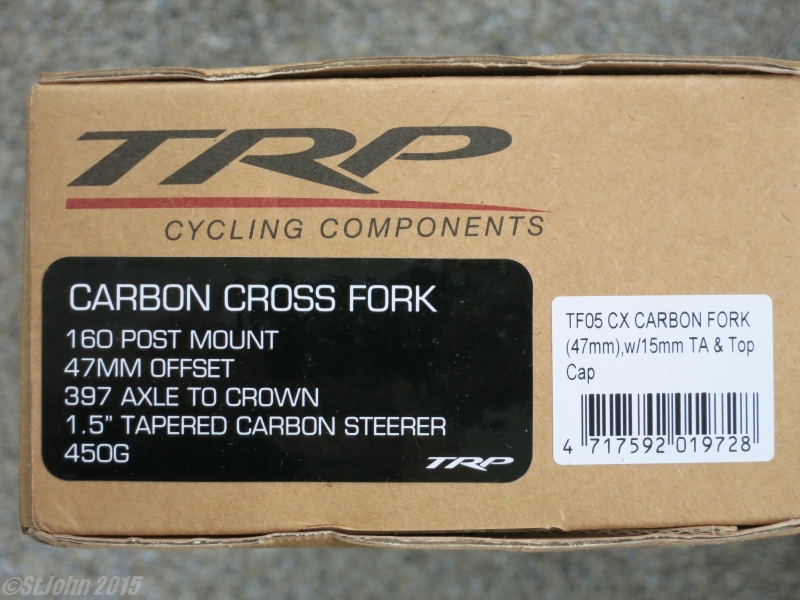 TRP
CYCLING COMPONENTS
CARBON CROSS FORK
160 POST MOUNT
47MM OFFSET
397 AXLE TO CROWN
1.5" TAPERED CARBON STEERER
450G
TRP
TF05 CX CARBON FORK
(47mm),w/15mm TA & Top
Cap
4 717592 019728
©StJohn 2015